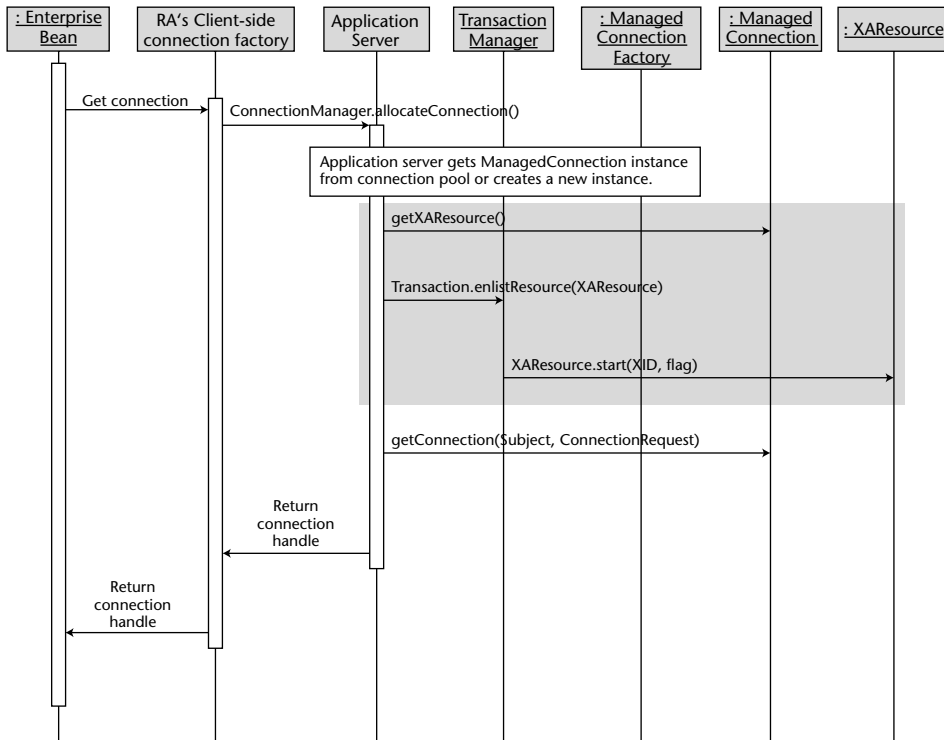 : Enterprise
Bean
RA's Client-side
connection factory
Application
Server
Transaction
Manager
: Managed
Connection
Factory
: Managed
Connection
: XAResource
Get connection
ConnectionManager.allocateConnection()
Application server gets ManagedConnection instance
from connection pool or creates a new instance.
getXAResource()
Transaction.enlistResource(XAResource)
XAResource.start(XID, flag)
getConnection(Subject, ConnectionRequest)
Return
connection
handle
Return
connection
handle